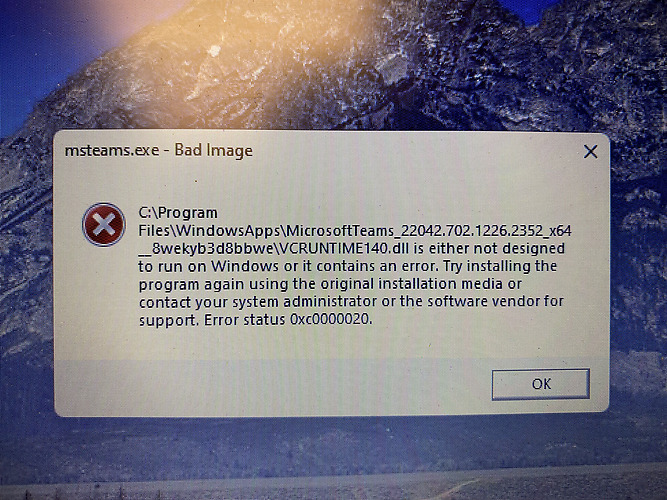 msteams.exe - Bad Image
C:\Program
Files\WindowsApps\MicrosoftTeams_22042.702.1226.2352_x64
__8wekyb3d8bbwe\VCRUNTIME140.dll is either not designed
to run on Windows or it contains an error. Try installing the
program again using the original installation media or
contact your system administrator or the software vendor for
support. Error status 0xc0000020.
OK